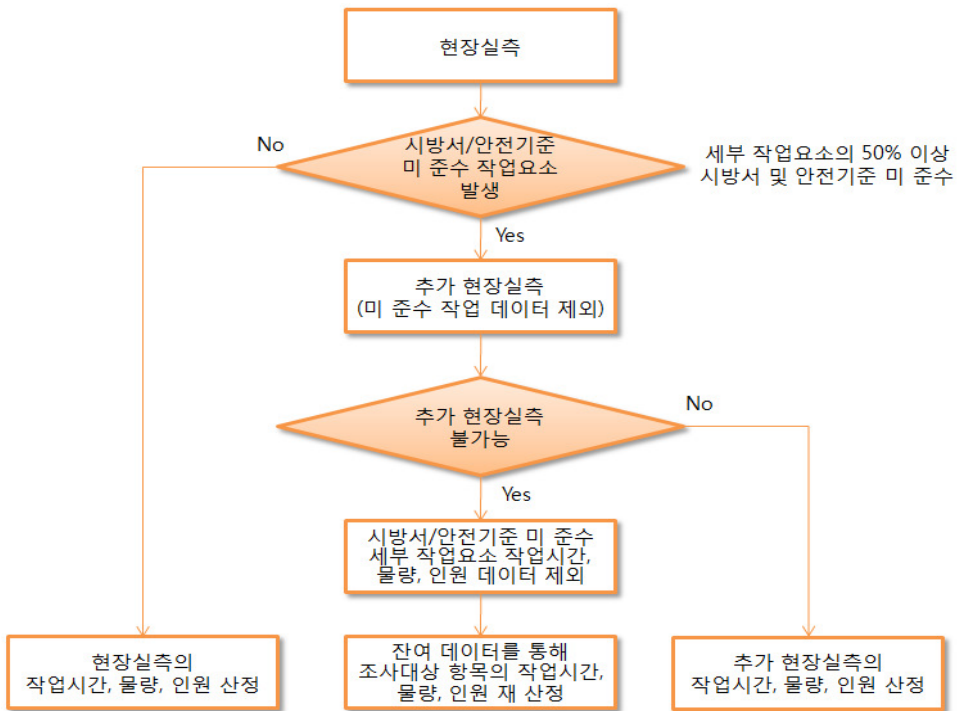 현장실측
No
시방서/안전기준
미 준수 작업요소
발생
세부 작업요소의 50% 이상
시방서 및 안전기준 미 준수
Yes
추가 현장실측
(미 준수 작업 데이터 제외)
추가 현장실측
불가능
No
Yes
시방서/안전기준 미 준수
세부 작업요소 작업시간,
물량, 인원 데이터 제외
현장실측의
작업시간, 물량, 인원 산정
잔여 데이터를 통해
조사대상 항목의 작업시간,
물량, 인원 재 산정
추가 현장실측의
작업시간, 물량, 인원 산정